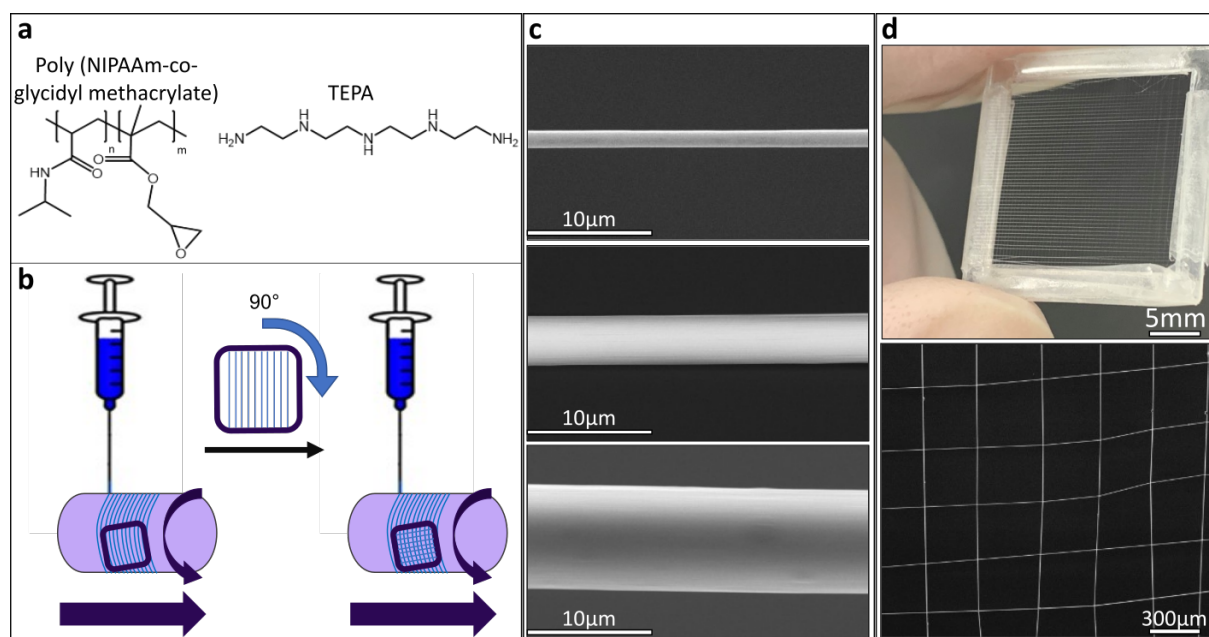 a
Poly (NIPAAm-co-
glycidyl methacrylate)
TEPA
n
m
HN
O
O
O
O
H2N
H
N
N
H
H
N
NH2
b
90°
c
10µm
10µm
10µm
d
5mm
300µm